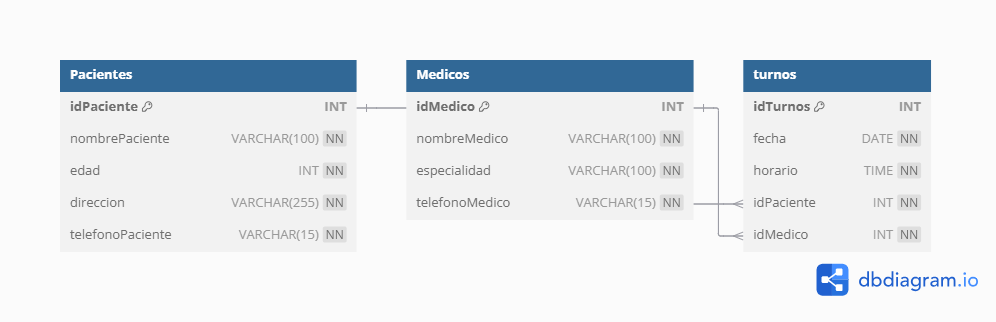 Pacientes
idPaciente INT
nombrePaciente VARCHAR(100) NN
edad INT NN
direccion VARCHAR(255) NN
telefonoPaciente VARCHAR(15) NN
Medicos
idMedico INT
nombreMedico VARCHAR(100) NN
especialidad VARCHAR(100) NN
telefonoMedico VARCHAR(15) NN
turnos
idTurnos INT
fecha DATE NN
horario TIME NN
idPaciente INT NN
idMedico INT NN
dbdiagram.io